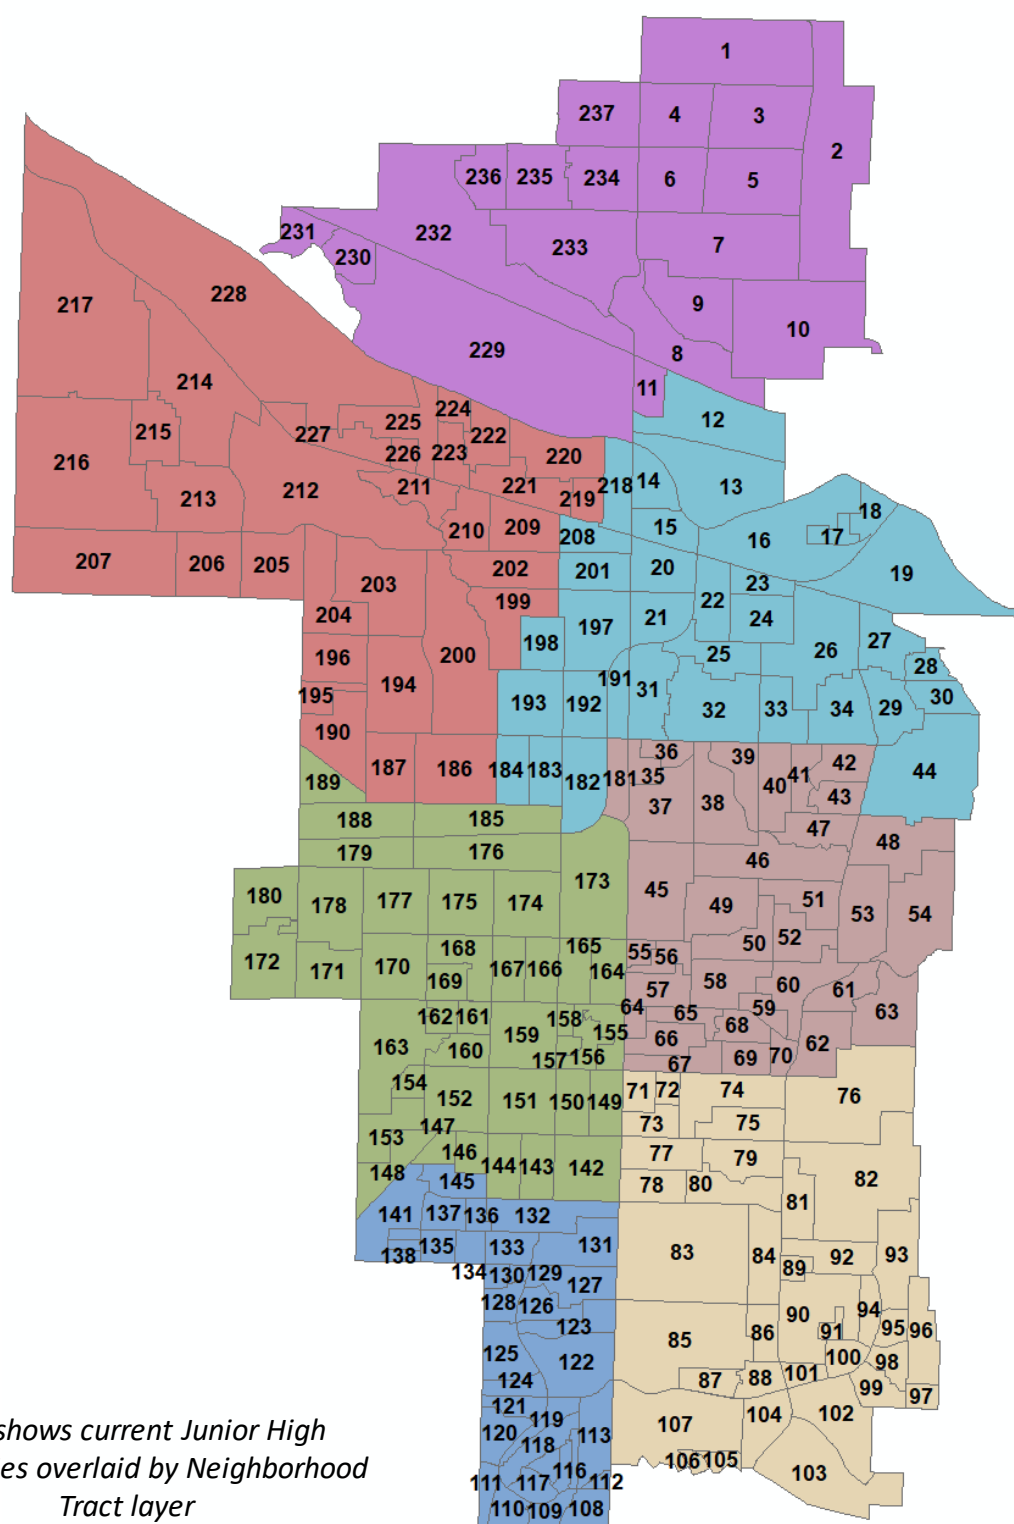 1
237 4 3
2
236 235 234 6 5
231 232 233 7
230
217 228 9
10
229 8
214 11
224 12
215 225 222
227 226 223 220
216 211 221 218 14 13
213 212 219 18
210 209 208 15 16 17
207 206 205 203 202 201 20 23 19
204 199 22 24
196 198 197 21 25 26 27
200 28
194 191 31 30
195 193 192 32 33 34 29
190
187 186 184 183 182 181 35 36 39 41 42 44
189 40 43
37 38
188 185 47 48
179 176 46
180 178 177 175 174 173 45 49 51 53 54
50 52
172 171 170 168 167 166 165 55 56
169 164 58 60 61
57 59 63
162 161 158 64 65
163 159 155 66 68 62
160 157 156 67 69 70
154 71 72 74 76
152 151 150 149
147 73 75
153 146 77 79
148 144 143 142 82
145 78 80 81
141 137 136 132
138 135 133 131 83 84 92 93
134 130 129 127 89
128 126 90 94
123 85 86 91 95 96
125 122 100 98
124 87 88 101 99 97
121 119 107 104 102
120 118 113
116 106 105
111 117 112 103
110 109 108
shows current Junior High
es overlaid by Neighborhood
Tract layer